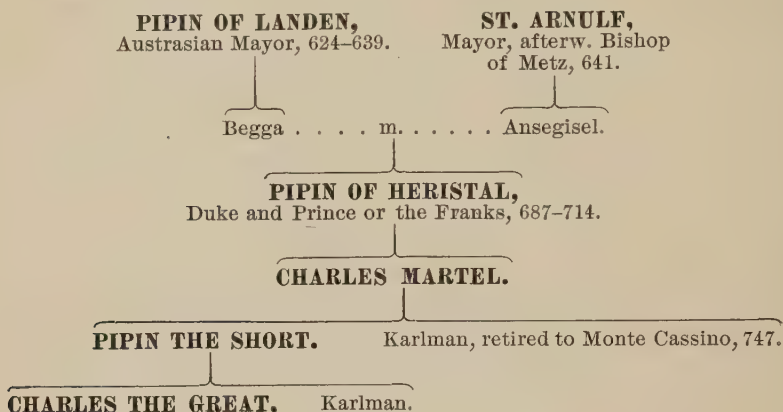 PIPIN OF LANDEN,
Austrasian Mayor, 624–639.
ST. ARNULF,
Mayor, afterw. Bishop
of Metz, 641.
Begga . . . . m. . . . . . Ansegisel.
PIPIN OF HERISTAL,
Duke and Prince or the Franks, 687–714.
CHARLES MARTEL.
PIPIN THE SHORT. Karlman, retired to Monte Cassino, 747.
CHARLES THE GREAT. Karlman.